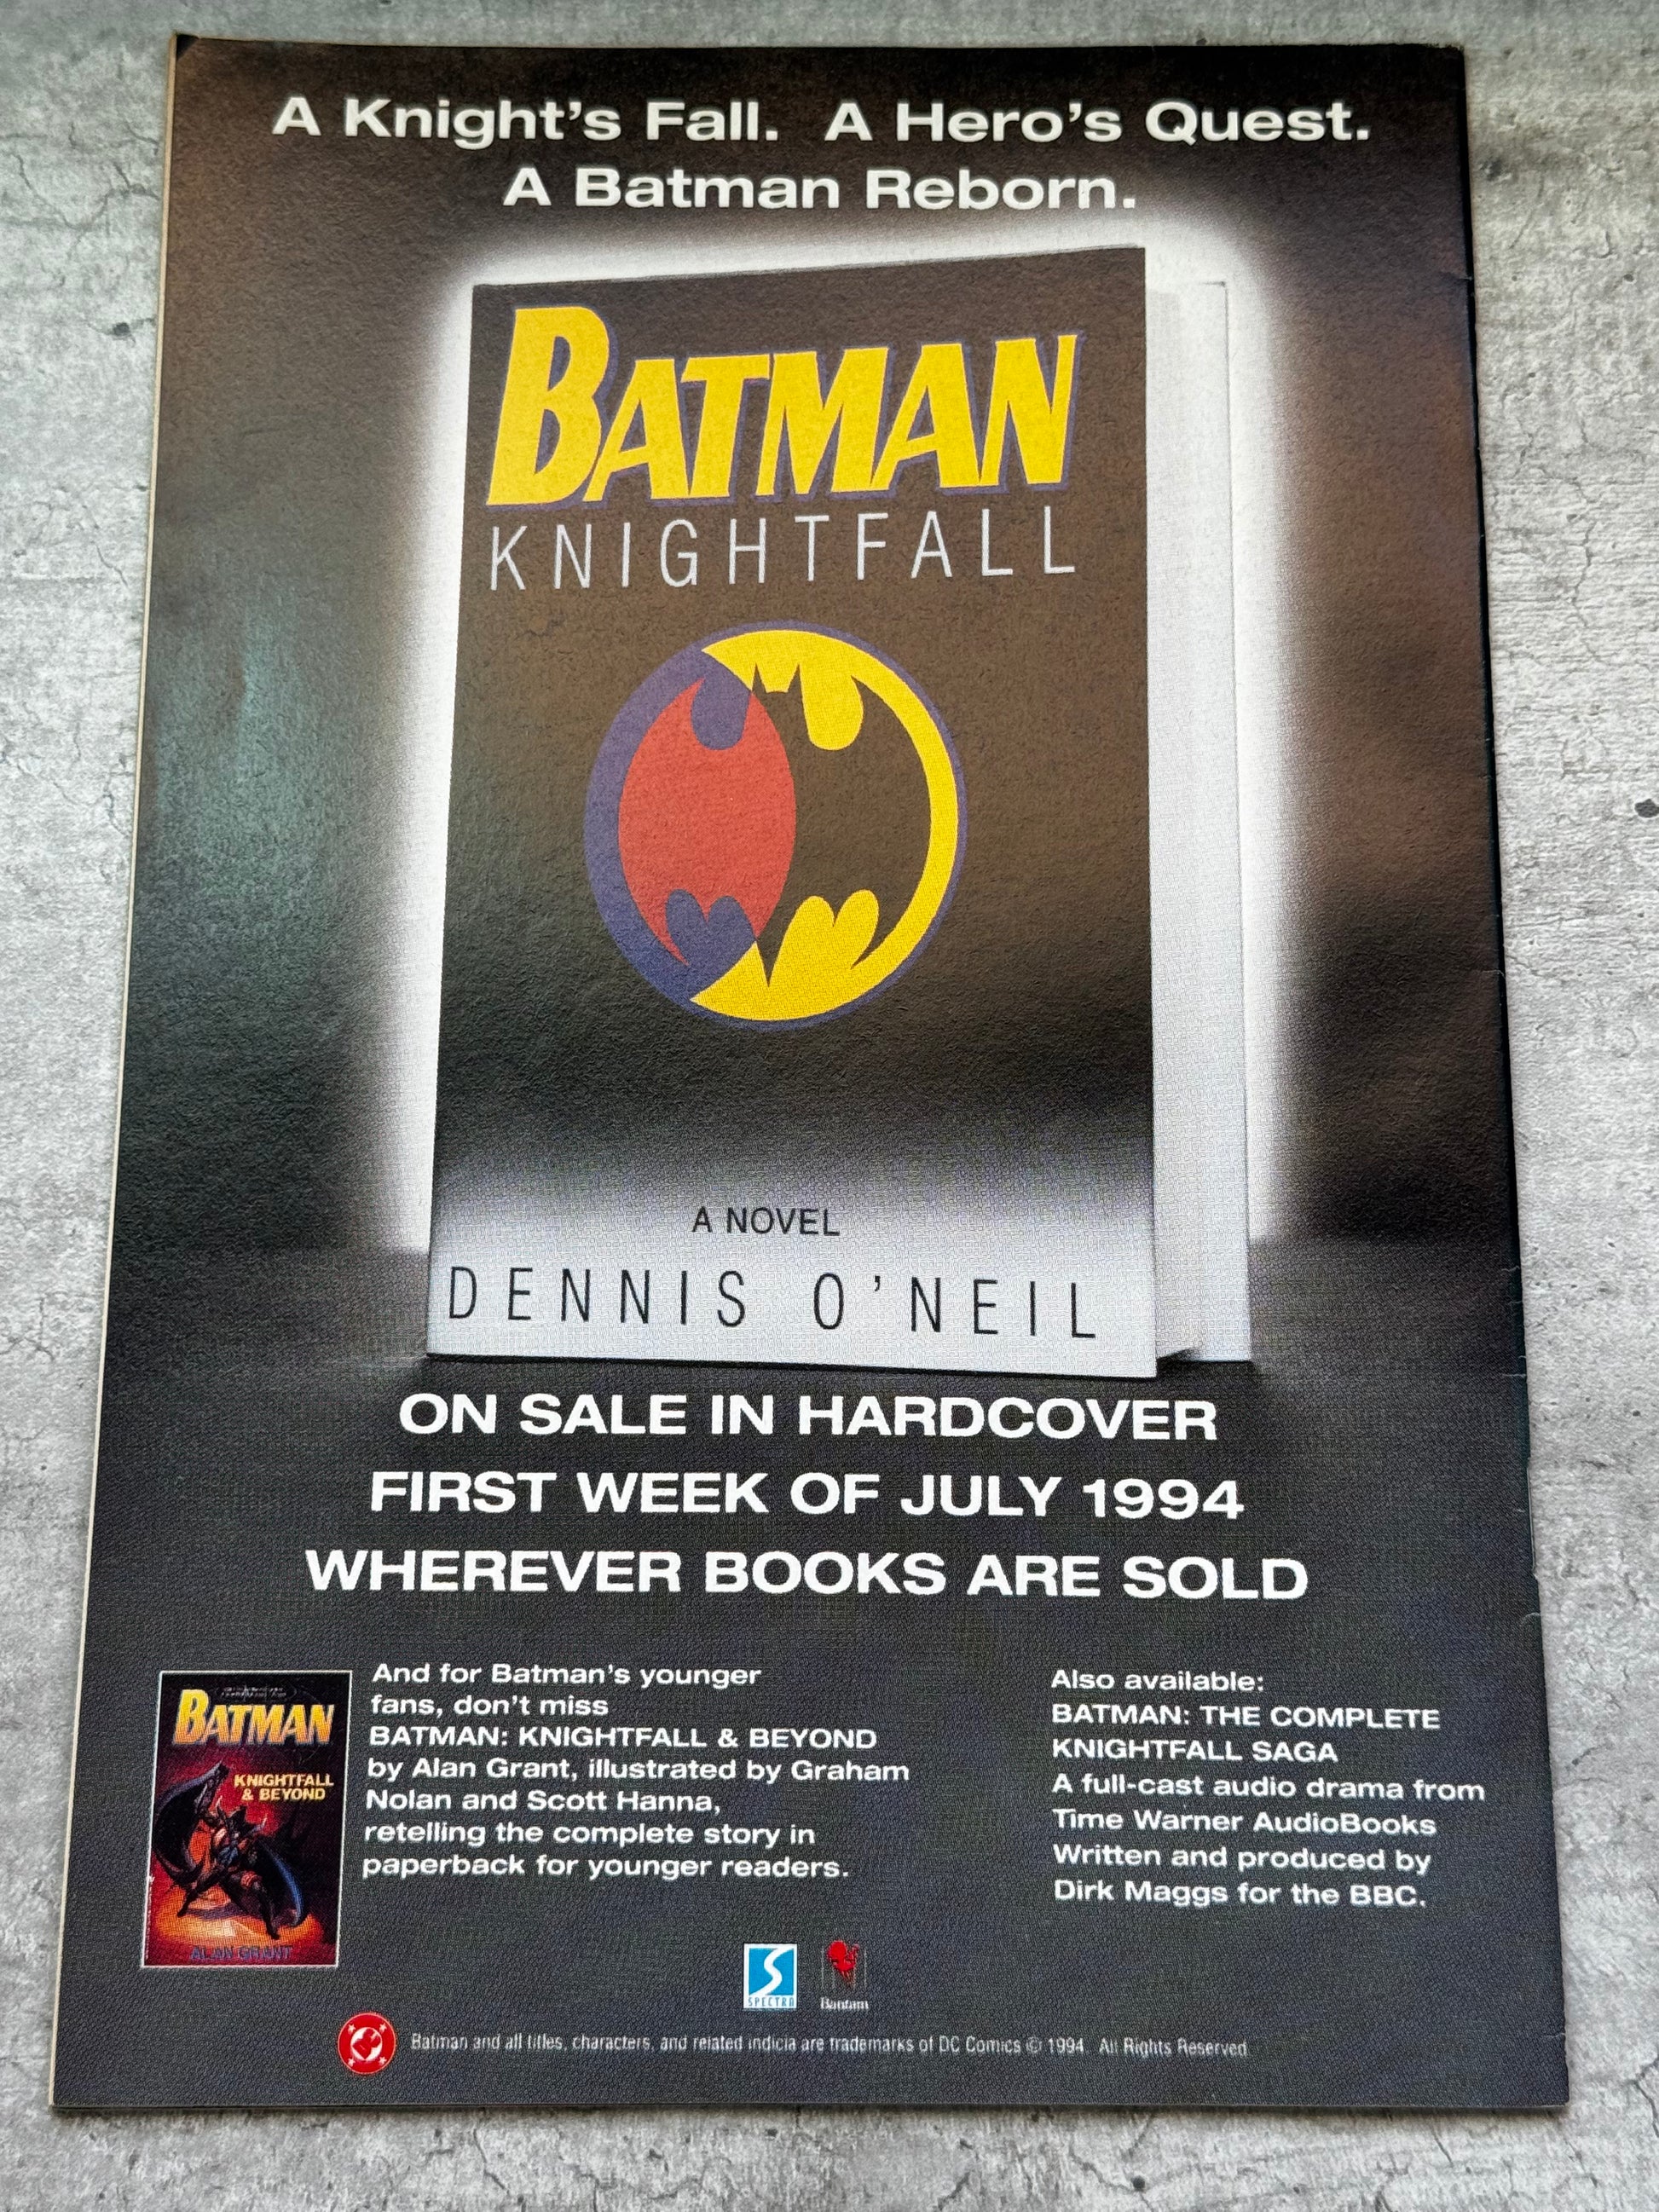 A Knight's Fall. A Hero's Quest.
A Batman Reborn.
BATMAN
KNIGHTFALL
A NOVEL
DENNIS O'NEIL
ON SALE IN HARDCOVER
FIRST WEEK OF JULY 1994
WHEREVER BOOKS ARE SOLD
BATMAN
KNIGHTFALL
& BEYOND
ALAN GRANT
And for Batman's younger
fans, don't miss
BATMAN: KNIGHTFALL & BEYOND
by Alan Grant, illustrated by Graham
Nolan and Scott Hanna,
retelling the complete story in
paperback for younger readers.
Also available:
BATMAN: THE COMPLETE
KNIGHTFALL SAGA
A full-cast audio drama from
Time Warner AudioBooks
Written and produced by
Dirk Maggs for the BBC.
S
SPECTRA
Bantam
Batman and all titles, characters, and related indicia are trademarks of DC Comics © 1994 All Rights Reserved